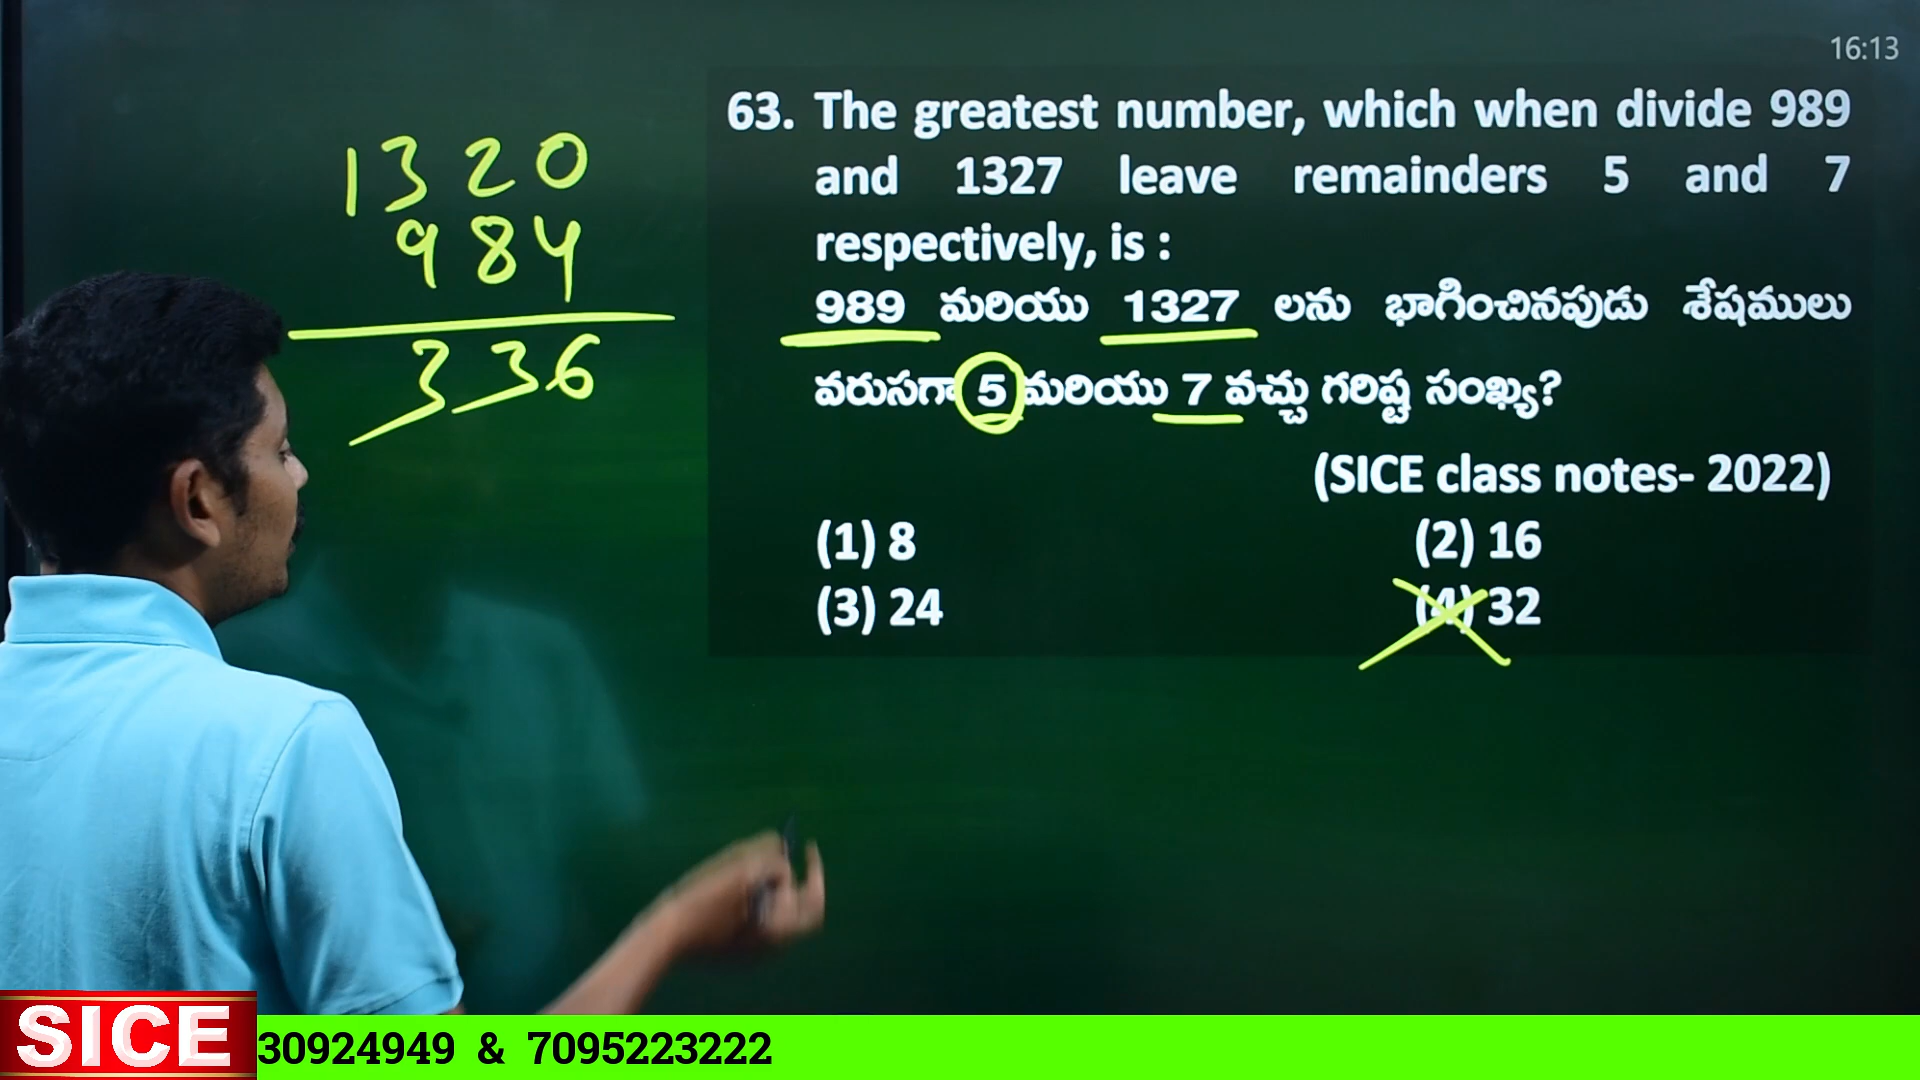 16:13
1320
984
336
63. The greatest number, which when divide 989
and 1327 leave remainders 5 and 7
respectively, is :
989 మరియు 1327 లను భాగించినపుడు శేషములు
వరుసగా 5 మరియు 7 వచ్చు గరిష్ట సంఖ్య?
(SICE class notes- 2022)
(1) 8 (2) 16
(3) 24 (4) 32
SICE 30924949 & 7095223222